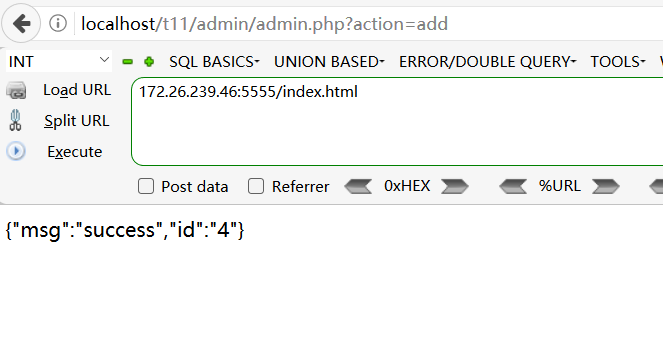 localhost/t11/admin/admin.php?action=add
INT SQL BASICS UNION BASED ERROR/DOUBLE QUERY TOOLS
Load URL 172.26.239.46:5555/index.html
Split URL
Execute
Post data Referrer 0xHEX %URL
{"msg":"success","id":"4"}